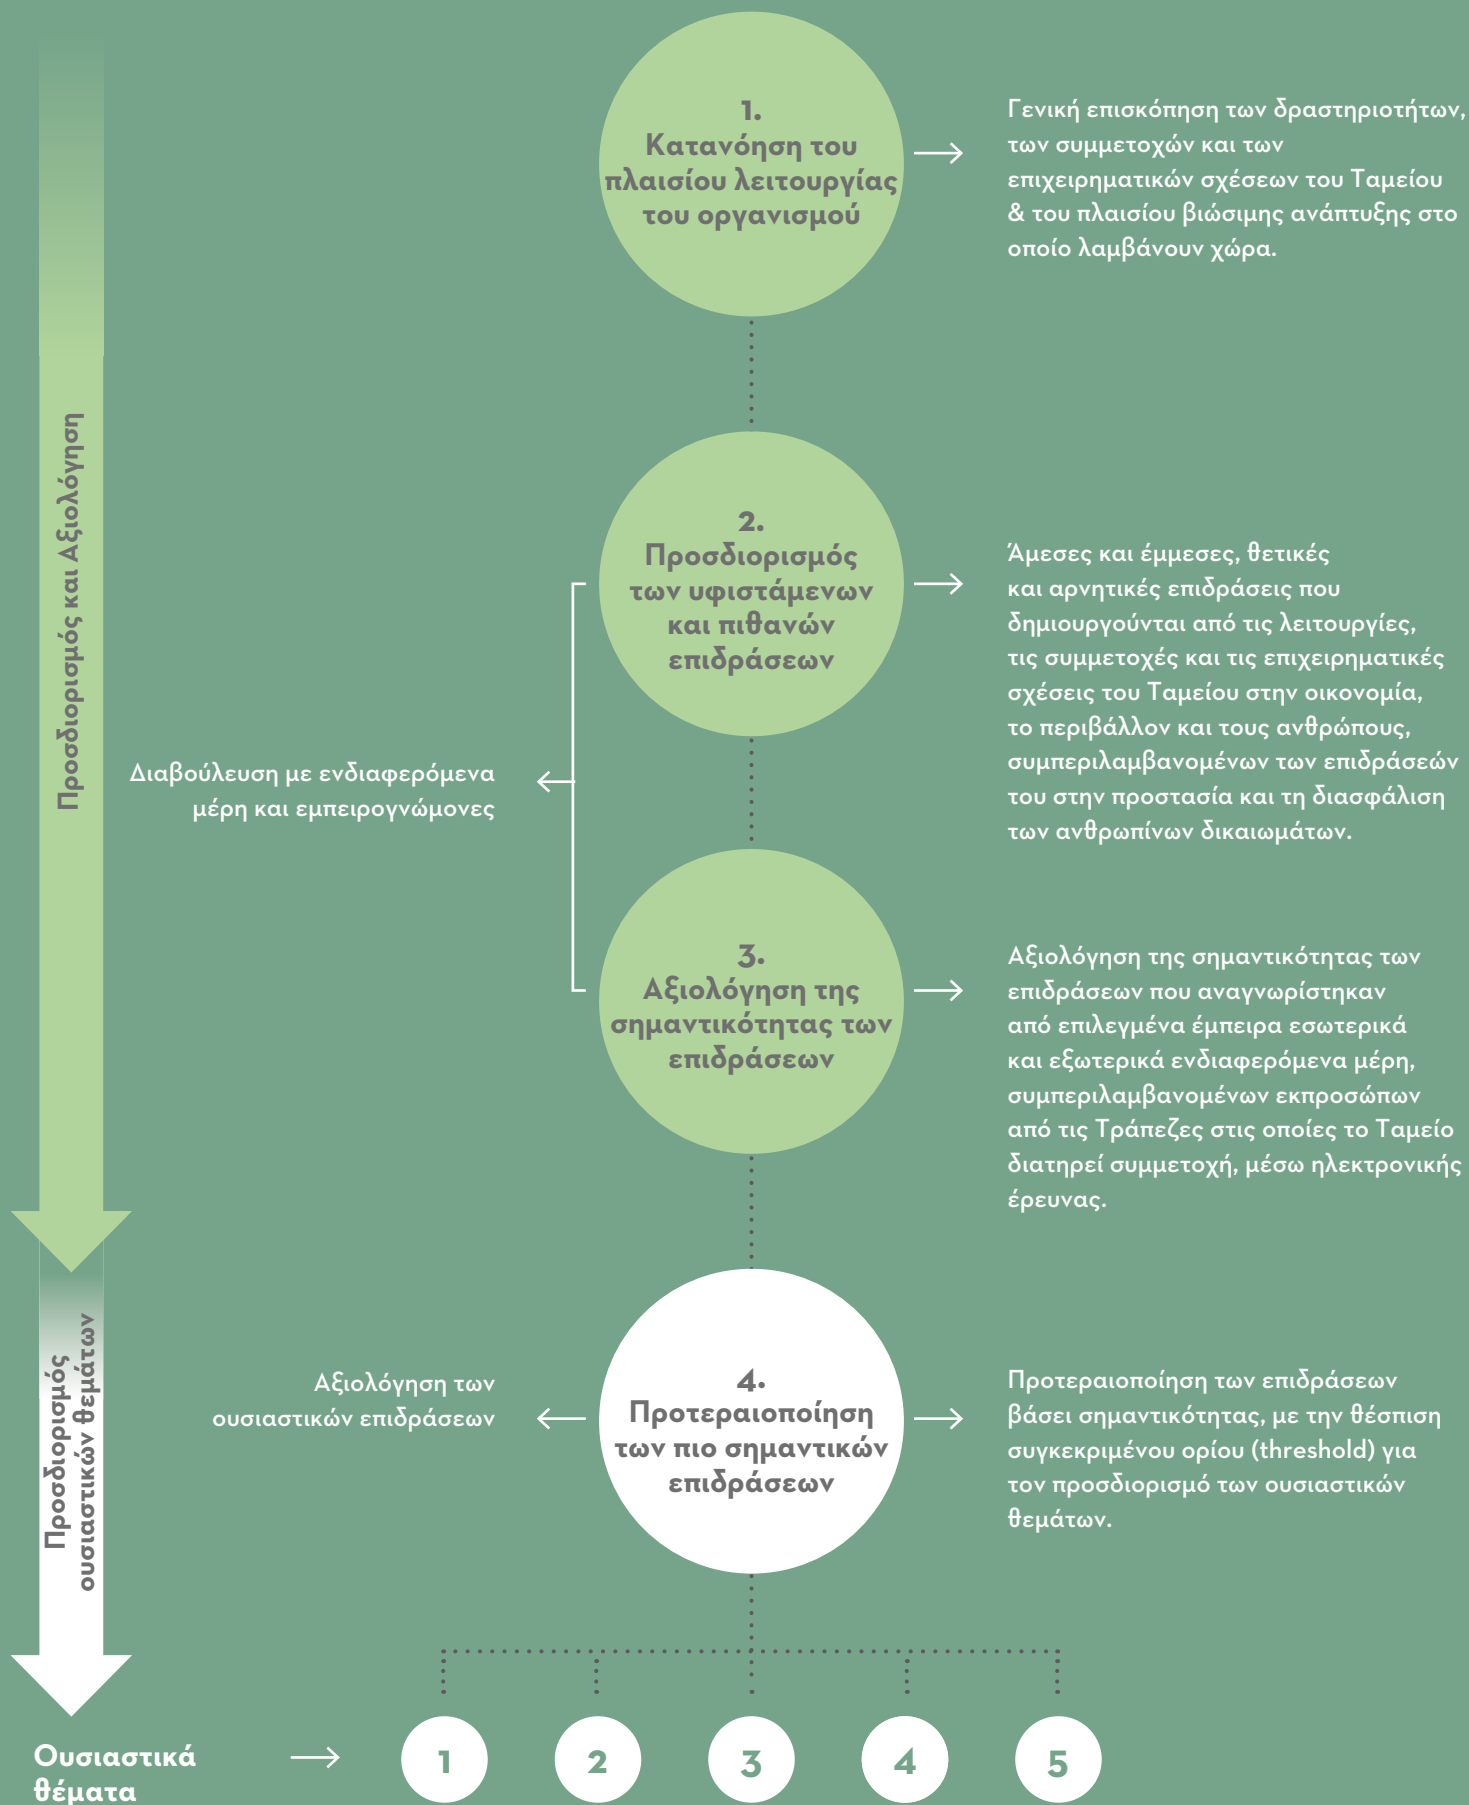 1.
Κατανόηση του
πλαισίου λειτουργίας
του οργανισμού
Γενική επισκόπηση των δραστηριοτήτων,
των συμμετοχών και των
επιχειρηματικών σχέσεων του Ταμείου
& του πλαισίου βιώσιμης ανάπτυξης στο
οποίο λαμβάνουν χώρα.
Προσδιορισμός και Αξιολόγηση
2.
Προσδιορισμός
των υφιστάμενων
και πιθανών
επιδράσεων
Άμεσες και έμμεσες, θετικές
και αρνητικές επιδράσεις που
δημιουργούνται από τις λειτουργίες,
τις συμμετοχές και τις επιχειρηματικές
σχέσεις του Ταμείου στην οικονομία,
το περιβάλλον και τους ανθρώπους,
συμπεριλαμβανομένων των επιδράσεών
του στην προστασία και τη διασφάλιση
των ανθρωπίνων δικαιωμάτων.
Διαβούλευση με ενδιαφερόμενα
μέρη και εμπειρογνώμονες
3.
Αξιολόγηση της
σημαντικότητας των
επιδράσεων
Αξιολόγηση της σημαντικότητας των
επιδράσεων που αναγνωρίστηκαν
από επιλεγμένα έμπειρα εσωτερικά
και εξωτερικά ενδιαφερόμενα μέρη,
συμπεριλαμβανομένων εκπροσώπων
από τις Τράπεζες στις οποίες το Ταμείο
διατηρεί συμμετοχή, μέσω ηλεκτρονικής
έρευνας.
Προσδιορισμός
ουσιαστικών θεμάτων
Αξιολόγηση των
ουσιαστικών επιδράσεων
4.
Προτεραιοποίηση
των πιο σημαντικών
επιδράσεων
Προτεραιοποίηση των επιδράσεων
βάσει σημαντικότητας, με την θέσπιση
συγκεκριμένου ορίου (threshold) για
τον προσδιορισμό των ουσιαστικών
θεμάτων.
Ουσιαστικά
θέματα
1
2
3
4
5